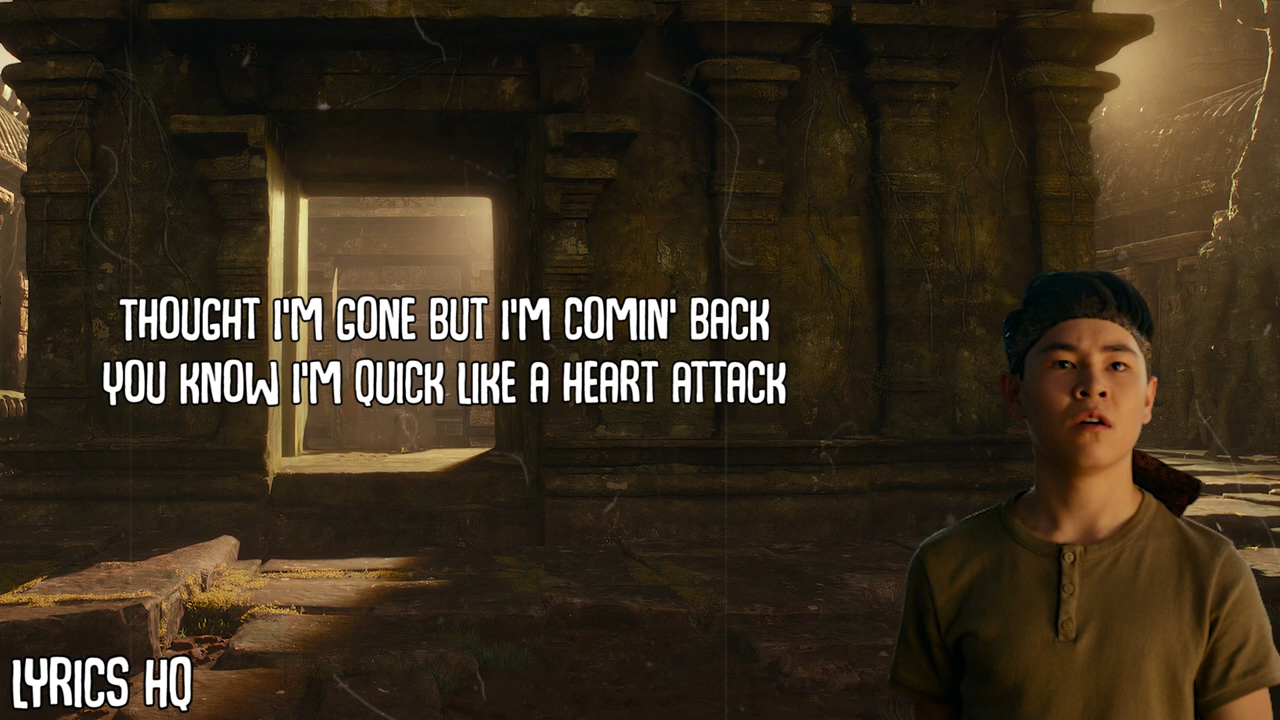 THOUGHT I'M GONE BUT I'M COMIN' BACK
YOU KNOW I'M QUICK LIKE A HEART ATTACK
LYRICS HQ